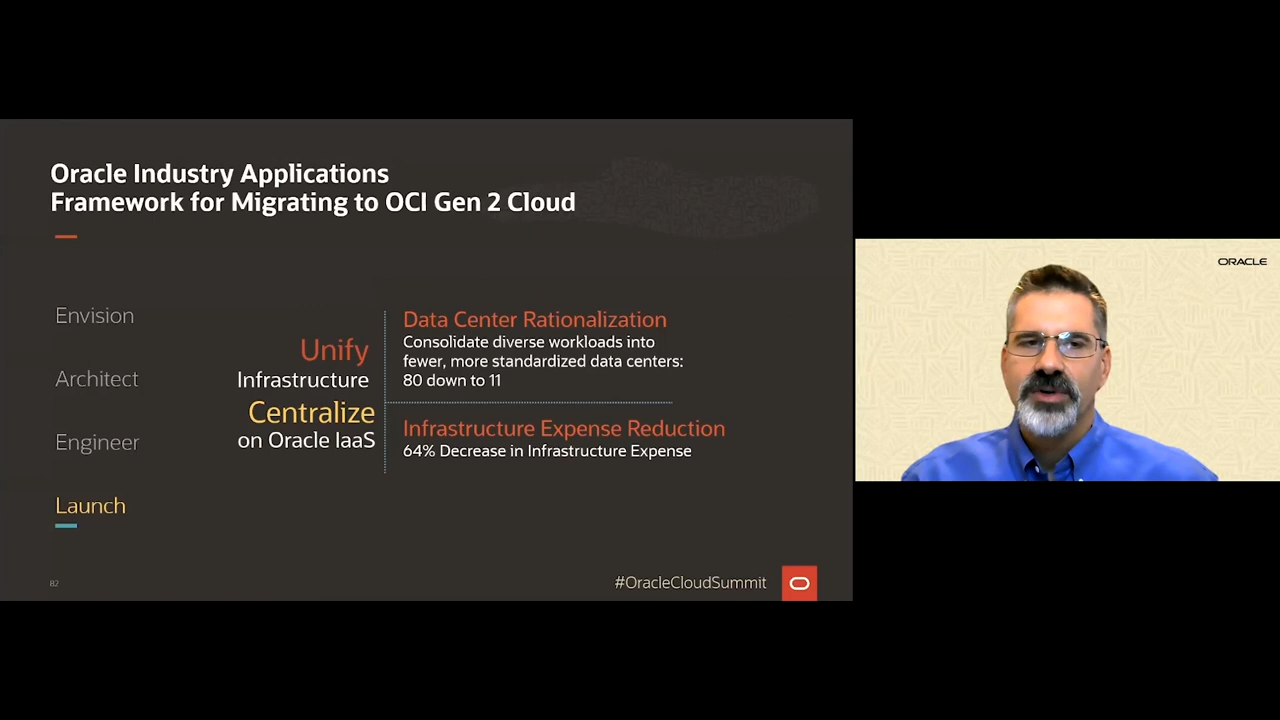 Oracle Industry Applications
Framework for Migrating to OCI Gen 2 Cloud
Envision
Architect
Engineer
Launch
Unify
Infrastructure
Centralize
on Oracle IaaS
Data Center Rationalization
Consolidate diverse workloads into
fewer, more standardized data centers:
80 down to 11
Infrastructure Expense Reduction
64% Decrease in Infrastructure Expense
82
#OracleCloudSummit
ORACLE